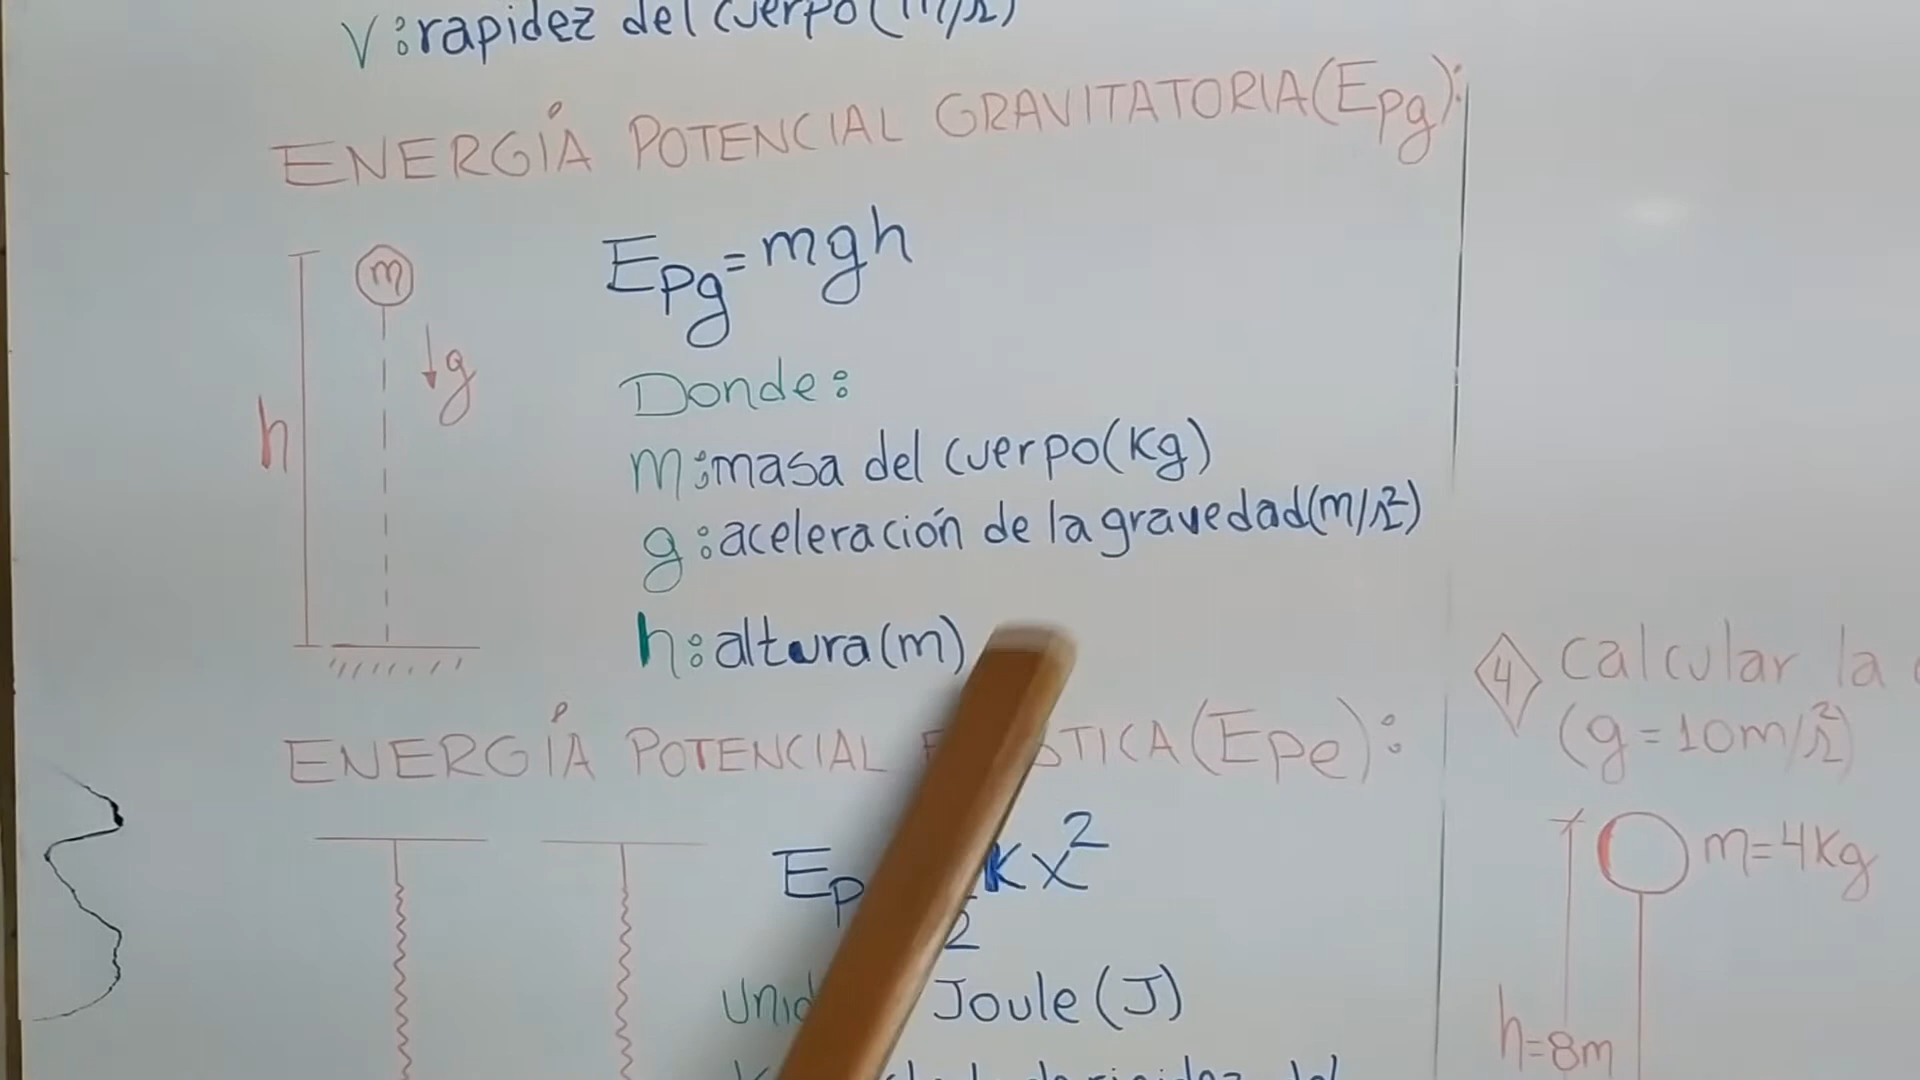 V: rapidez del cuerpo (m/s)
ENERGÍA POTENCIAL GRAVITATORIA (Epg):
m
g
h
Epg = mgh
Donde:
m: masa del cuerpo (Kg)
g: aceleración de la gravedad (m/s²)
h: altura (m)
ENERGÍA POTENCIAL (Epe):
Ep Kx²
2
Joule (J)
4 Calcular la
(g = 10m/s²)
m = 4Kg
h = 8m